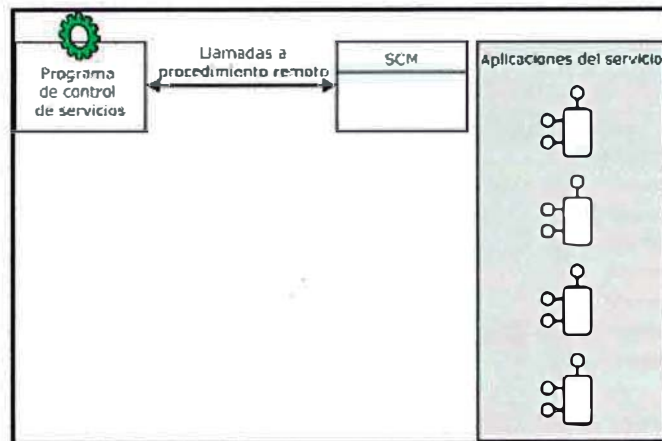 Programa
de control
de servicios
Llamadas a
procedimiento remoto
SCM
Aplicaciones del servicio